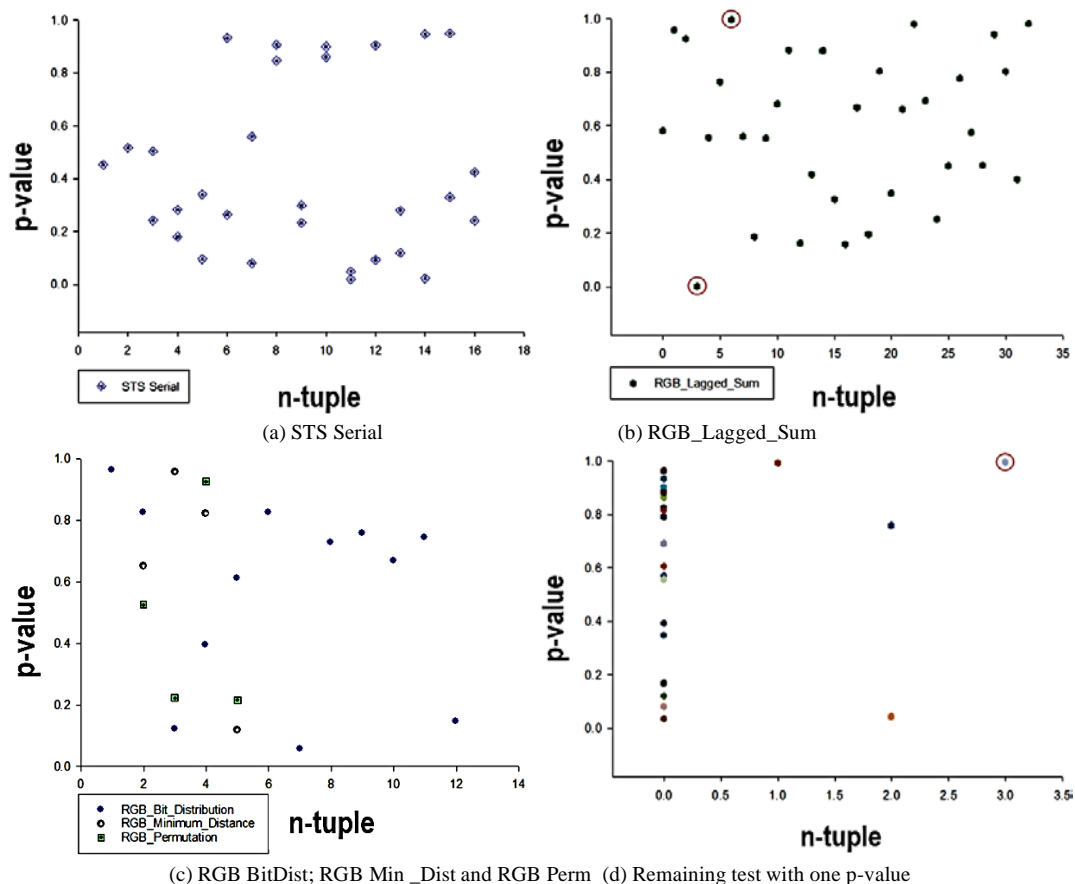 1.0
0.8
0.6
0.4
0.2
0.0
p-value
0 2 4 6 8 10 12 14 16 18
STS Serial
n-tuple
(a) STS Serial
1.0
0.8
0.6
0.4
0.2
0.0
p-value
0 5 10 15 20 25 30 35
RGB_Lagged_Sum
n-tuple
(b) RGB_Lagged_Sum
1.0
0.8
0.6
0.4
0.2
0.0
p-value
0 2 4 6 8 10 12 14
RGB_Bit_Distribution
RGB_Minimum_Distance
RGB_Permutation
n-tuple
1.0
0.8
0.6
0.4
0.2
0.0
p-value
0.0 0.5 1.0 1.5 2.0 2.5 3.0 3.5
n-tuple
(c) RGB BitDist; RGB Min _Dist and RGB Perm (d) Remaining test with one p-value